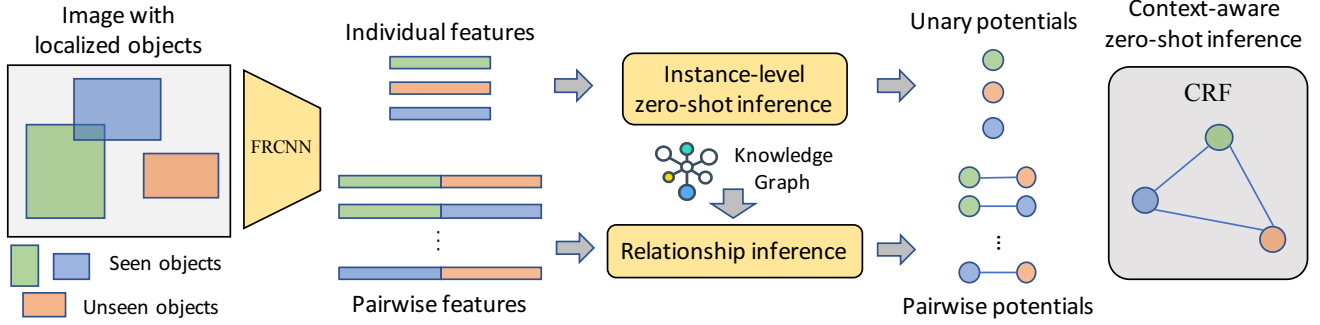 Image with
localized objects
FRCNN
Seen objects
Unseen objects
Individual features
Pairwise features
Instance-level
zero-shot inference
Knowledge
Graph
Relationship inference
Unary potentials
Pairwise potentials
Context-aware
zero-shot inference
CRF